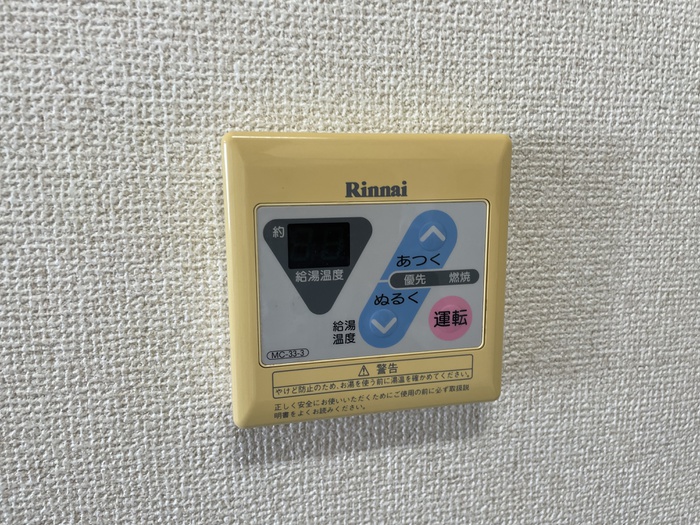 Rinnai
約
給湯温度
あつく
優先 燃焼
ぬるく
給湯
温度
運転
MC-33-3
⚠ 警告
やけど防止のため、お湯を使う前に湯温を確かめてください。
正しく安全にお使いいただくためにご使用の前に必ず取扱説
明書をよくお読みください。